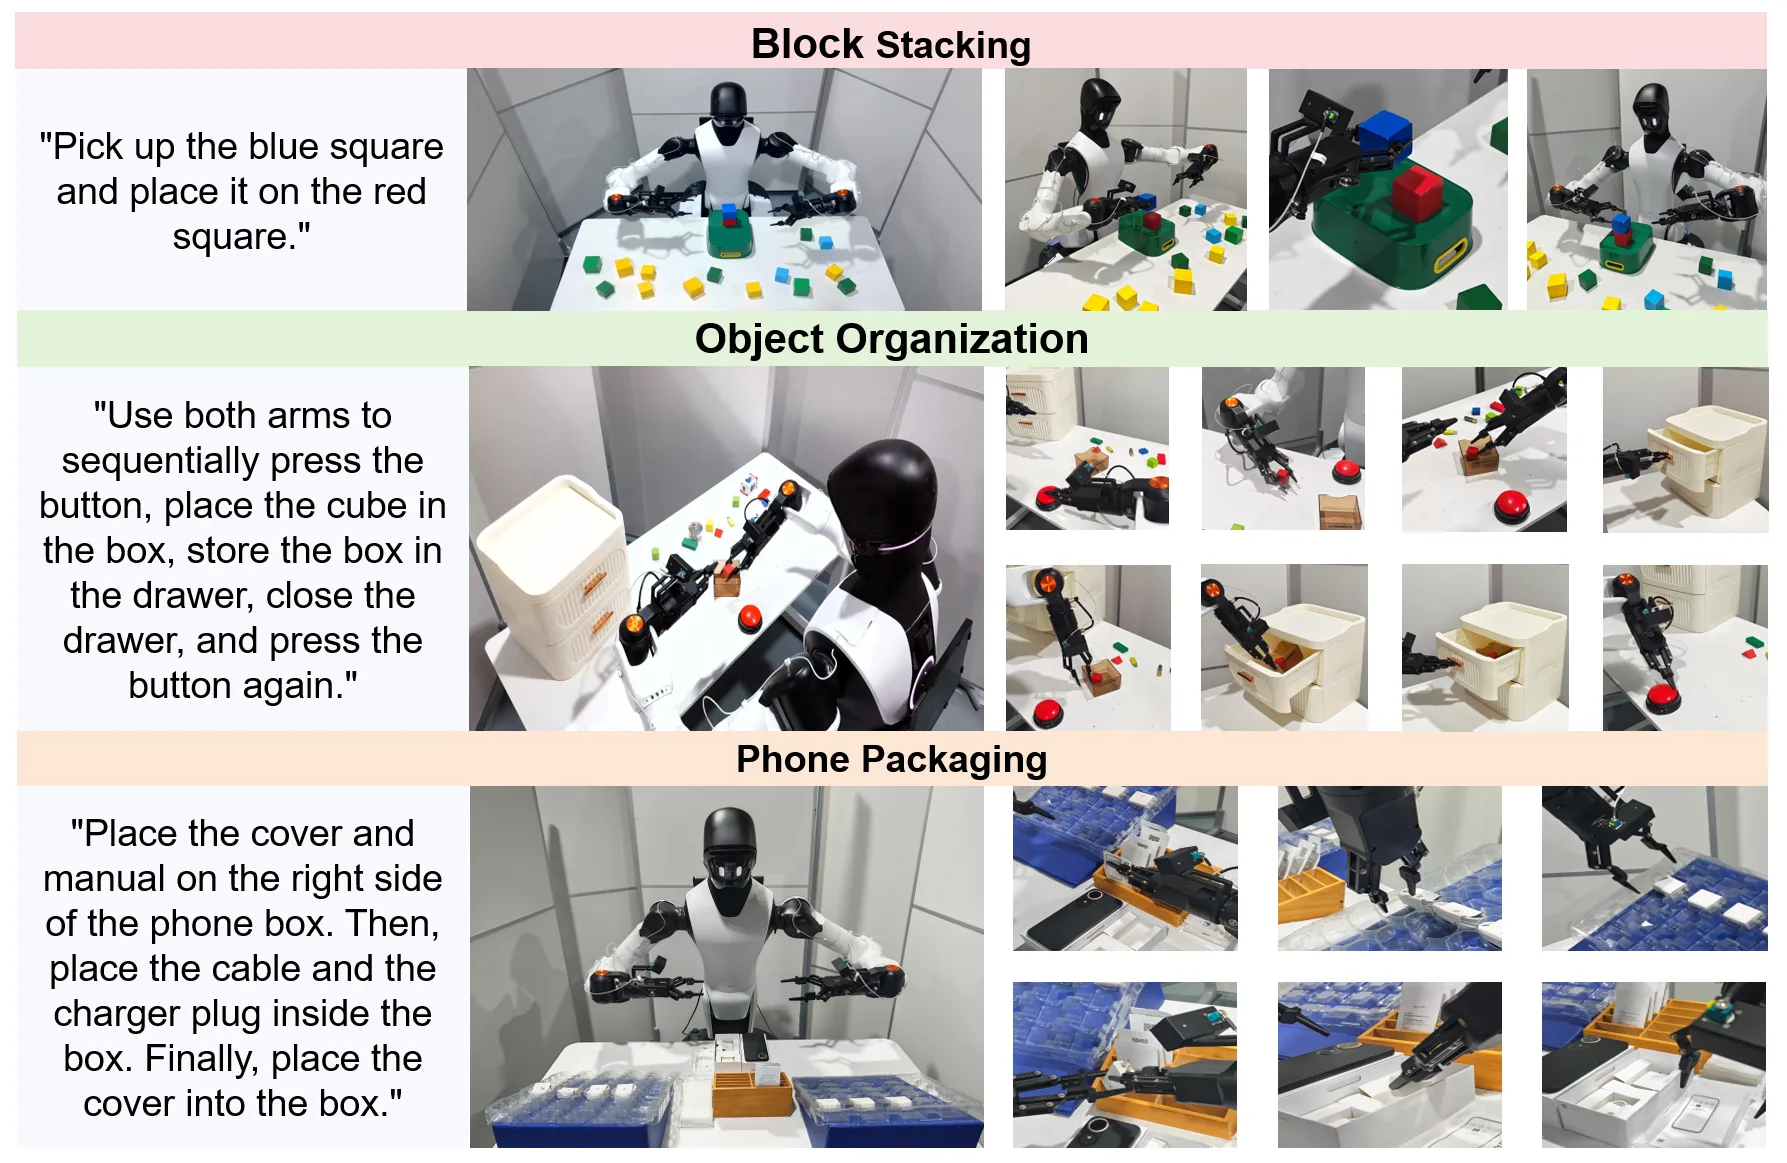 Block Stacking
"Pick up the blue square
and place it on the red
square."
Object Organization
"Use both arms to
sequentially press the
button, place the cube in
the box, store the box in
the drawer, close the
drawer, and press the
button again."
Phone Packaging
"Place the cover and
manual on the right side
of the phone box. Then,
place the cable and the
charger plug inside the
box. Finally, place the
cover into the box."